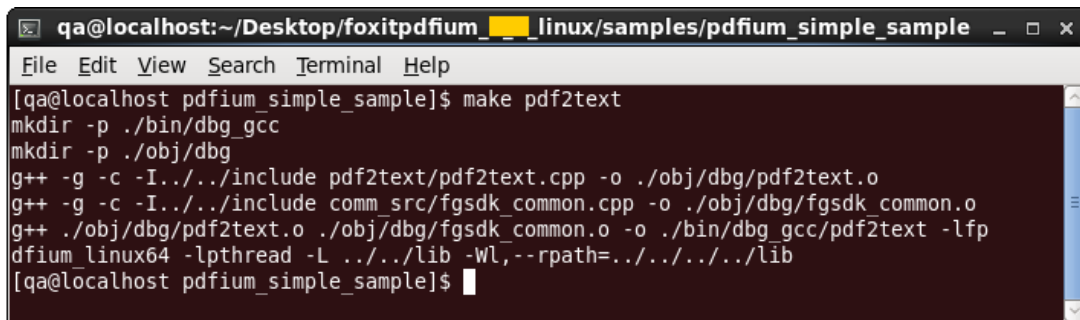 qa@localhost:~/Desktop/foxitpdfium_ _ _linux/samples/pdfium_simple_sample
File Edit View Search Terminal Help
[qa@localhost pdfium_simple_sample]$ make pdf2text
mkdir -p ./bin/dbg_gcc
mkdir -p ./obj/dbg
g++ -g -c -I../../include pdf2text/pdf2text.cpp -o ./obj/dbg/pdf2text.o
g++ -g -c -I../../include comm_src/fgsdk_common.cpp -o ./obj/dbg/fgsdk_common.o
g++ ./obj/dbg/pdf2text.o ./obj/dbg/fgsdk_common.o -o ./bin/dbg_gcc/pdf2text -lfp
dfium_linux64 -lpthread -L ../../lib -Wl,--rpath=../../../../lib
[qa@localhost pdfium_simple_sample]$